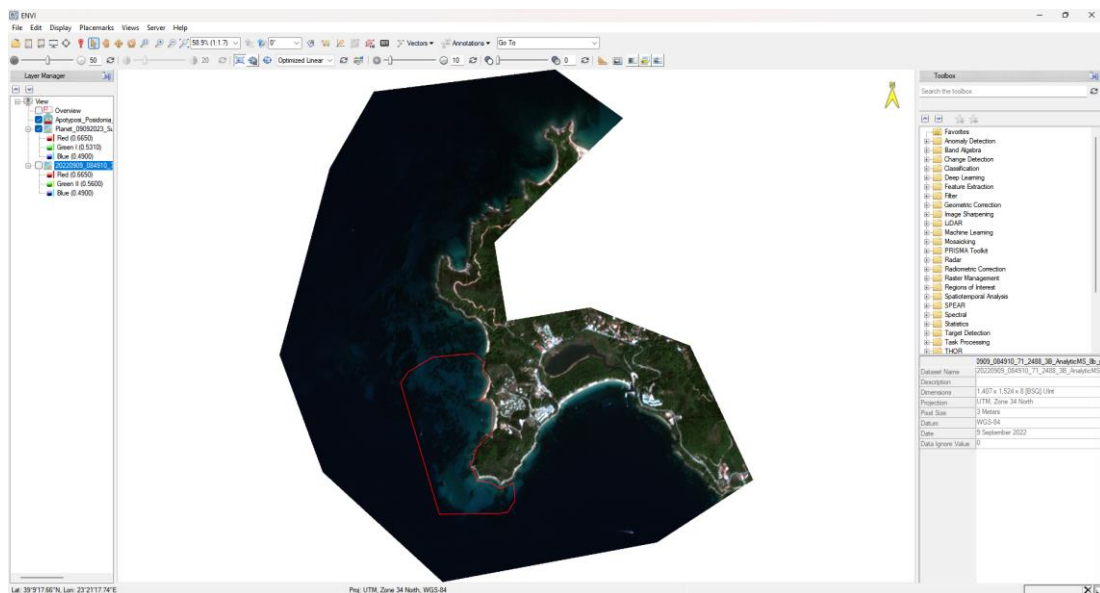 ENVI
File Edit Display Placemarks Views Server Help
58.9% (1:1.7) 0° Vectors Annotations Go To
50 20 Optimized Linear 10 0
Layer Manager
View
Overview
Apotyposi_Posidonia_
Planet_09092023_Su
Red (0.6650)
Green I (0.5310)
Blue (0.4900)
20220909_084910_7
Red (0.6650)
Green II (0.5600)
Blue (0.4900)
Toolbox
Search the toolbox
Favorites
Anomaly Detection
Band Algebra
Change Detection
Classification
Deep Learning
Feature Extraction
Filter
Geometric Correction
Image Sharpening
LiDAR
Machine Learning
Mosaicking
PRISMA Toolkit
Radar
Radiometric Correction
Raster Management
Regions of Interest
Spatiotemporal Analysis
SPEAR
Spectral
Statistics
Target Detection
Task Processing
THOR
0909_084910_71_2488_3B_AnalyticMS_8b_
Dataset Name 20220909_084910_71_2488_3B_AnalyticMS
Description
Dimensions 1,407 x 1,524 x 8 [BSQ] UInt
Projection UTM, Zone 34 North
Pixel Size 3 Meters
Datum WGS-84
Date 9 September 2022
Data Ignore Value 0
Lat: 39°9'17.66"N, Lon: 23°21'17.74"E Proj: UTM, Zone 34 North, WGS-84